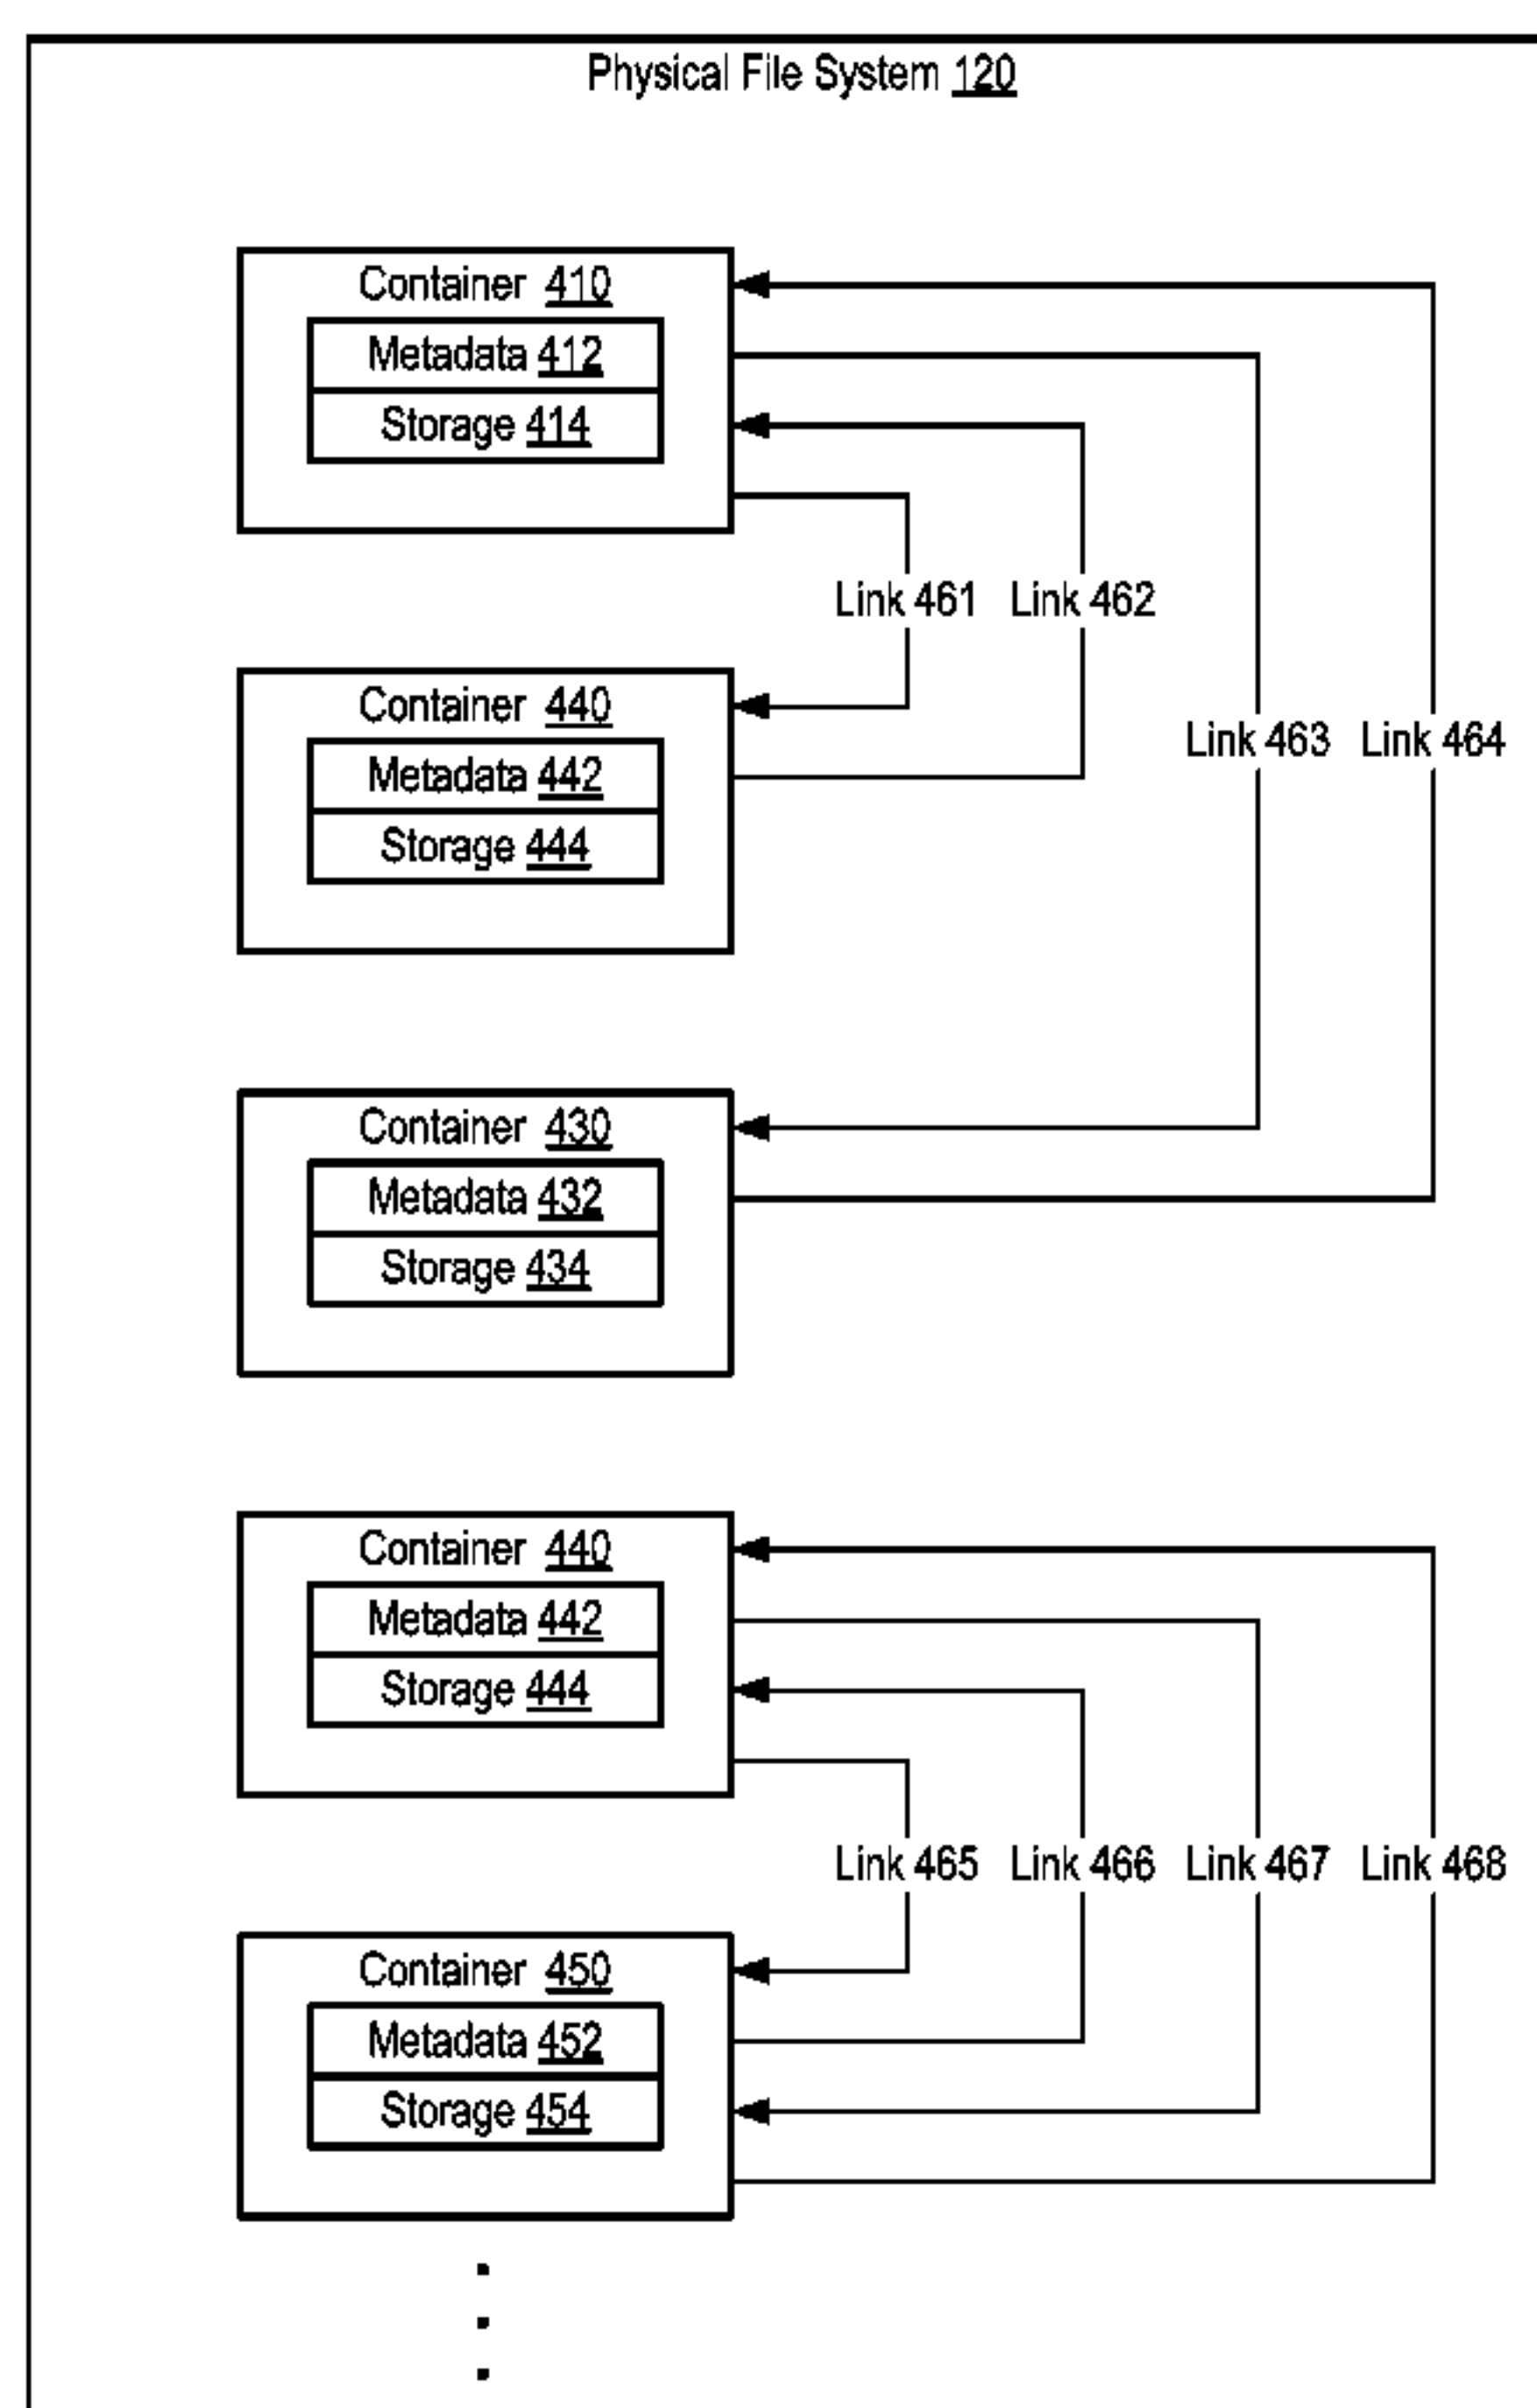 Physical File System 120
Container 410
Metadata 412
Storage 414
Link 461 Link 462
Container 440
Metadata 442
Storage 444
Link 463 Link 464
Container 430
Metadata 432
Storage 434
Container 440
Metadata 442
Storage 444
Link 465 Link 466 Link 467 Link 468
Container 450
Metadata 452
Storage 454